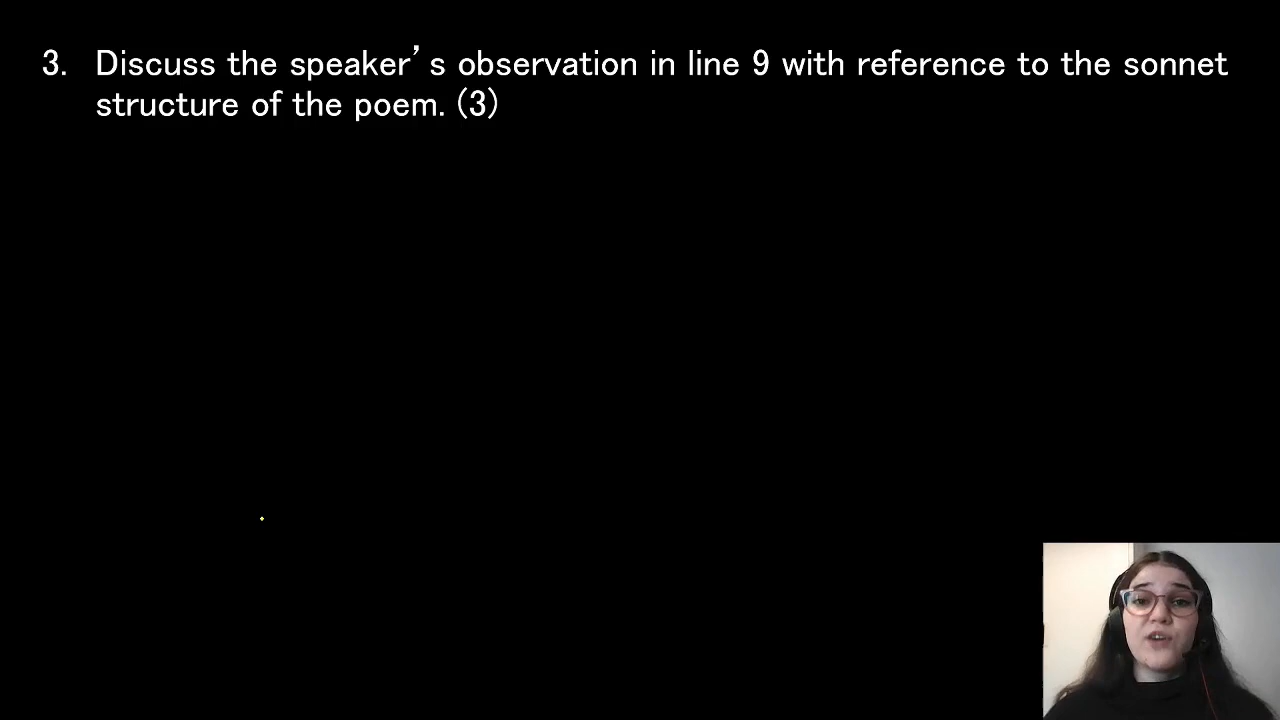 3. Discuss the speaker’s observation in line 9 with reference to the sonnet
structure of the poem. (3)